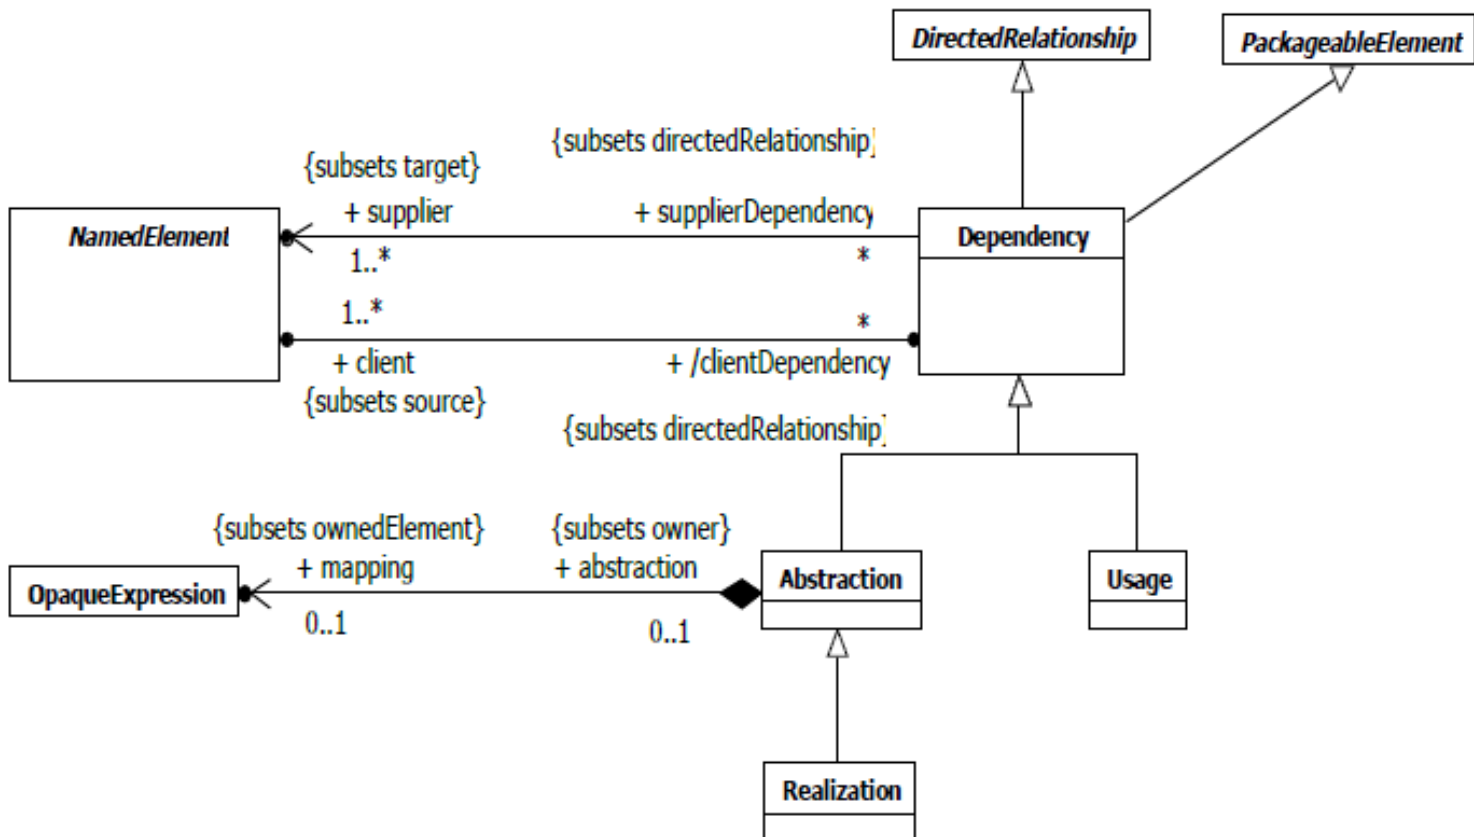 DirectedRelationship
PackageableElement
{subsets directedRelationship}
{subsets target}
+ supplier
+ supplierDependency
NamedElement
Dependency
1..*
*
1..*
*
+ client
+ /clientDependency
{subsets source}
{subsets directedRelationship}
{subsets ownedElement}
{subsets owner}
+ mapping
+ abstraction
Abstraction
Usage
OpaqueExpression
0..1
0..1
Realization